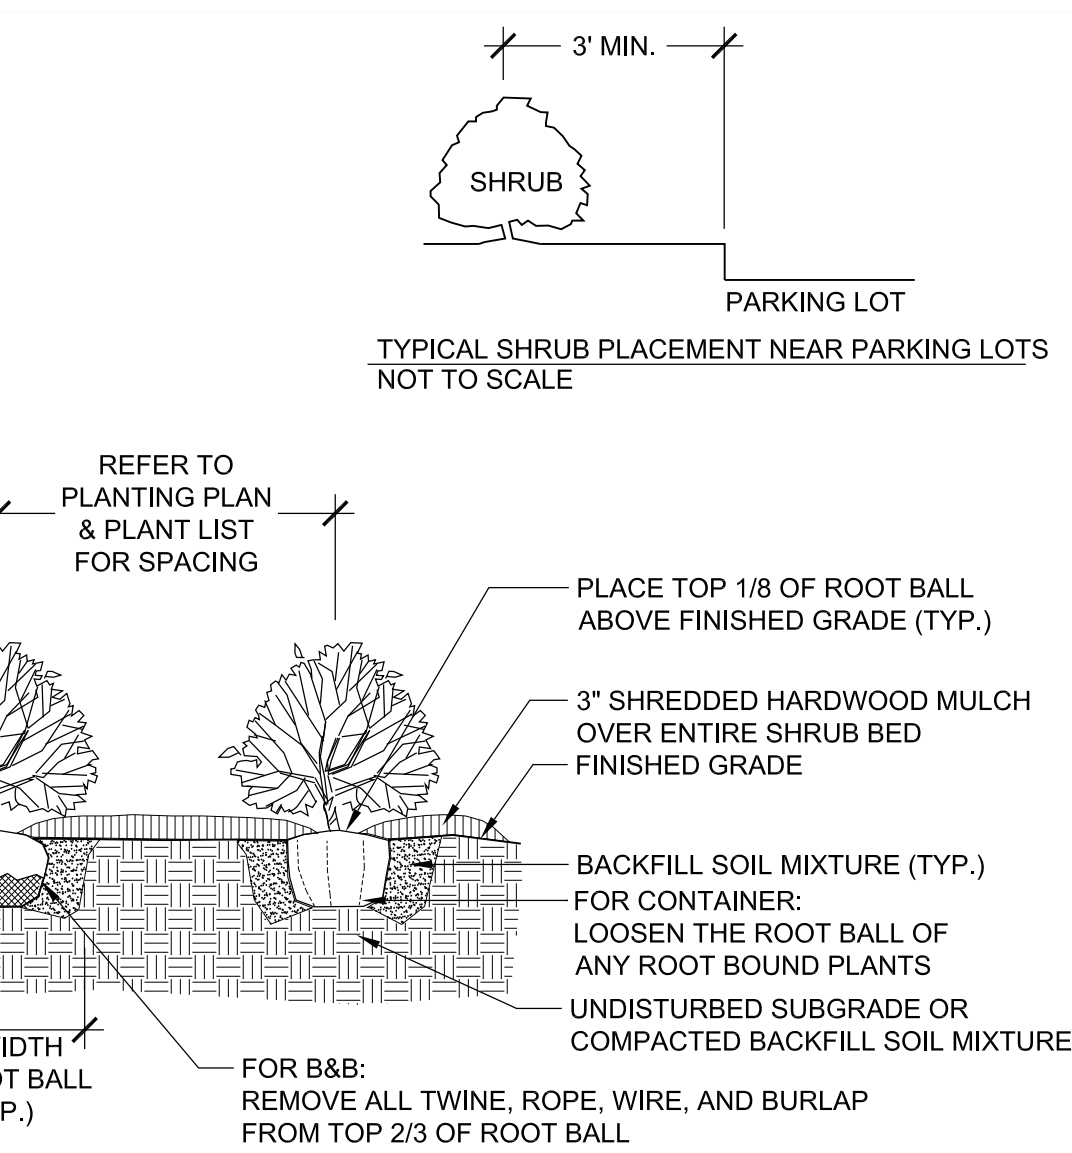 3' MIN.
SHRUB
PARKING LOT
TYPICAL SHRUB PLACEMENT NEAR PARKING LOTS
NOT TO SCALE
REFER TO
PLANTING PLAN
& PLANT LIST
FOR SPACING
PLACE TOP 1/8 OF ROOT BALL
ABOVE FINISHED GRADE (TYP.)
3" SHREDDED HARDWOOD MULCH
OVER ENTIRE SHRUB BED
FINISHED GRADE
BACKFILL SOIL MIXTURE (TYP.)
FOR CONTAINER:
LOOSEN THE ROOT BALL OF
ANY ROOT BOUND PLANTS
UNDISTURBED SUBGRADE OR
COMPACTED BACKFILL SOIL MIXTURE
IDTH
OT BALL
P.)
FOR B&B:
REMOVE ALL TWINE, ROPE, WIRE, AND BURLAP
FROM TOP 2/3 OF ROOT BALL